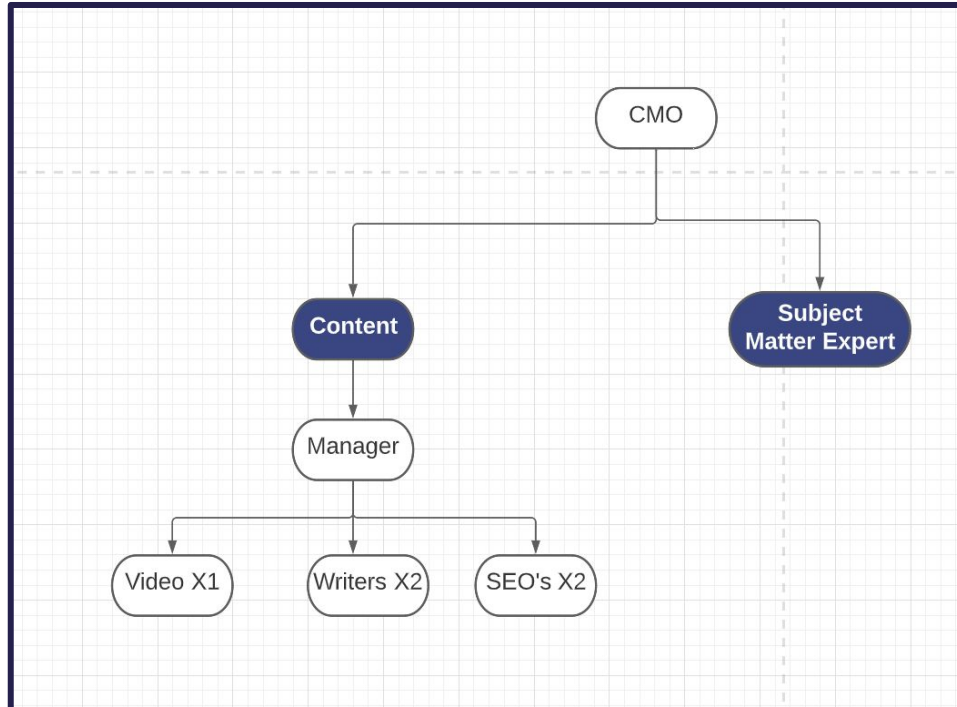 CMO
Content
Subject
Matter Expert
Manager
Video X1
Writers X2
SEO's X2